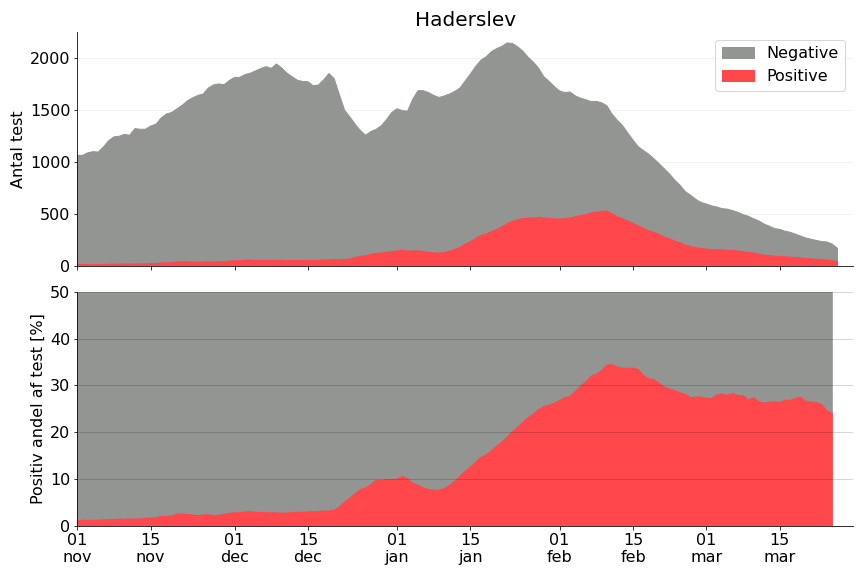 Haderslev
Negative
Positive
Antal test
2000
1500
1000
500
0
Positiv andel af test [%]
50
40
30
20
10
0
01 15 01 15 01 15 01 15 01 15
nov nov dec dec jan jan feb feb mar mar